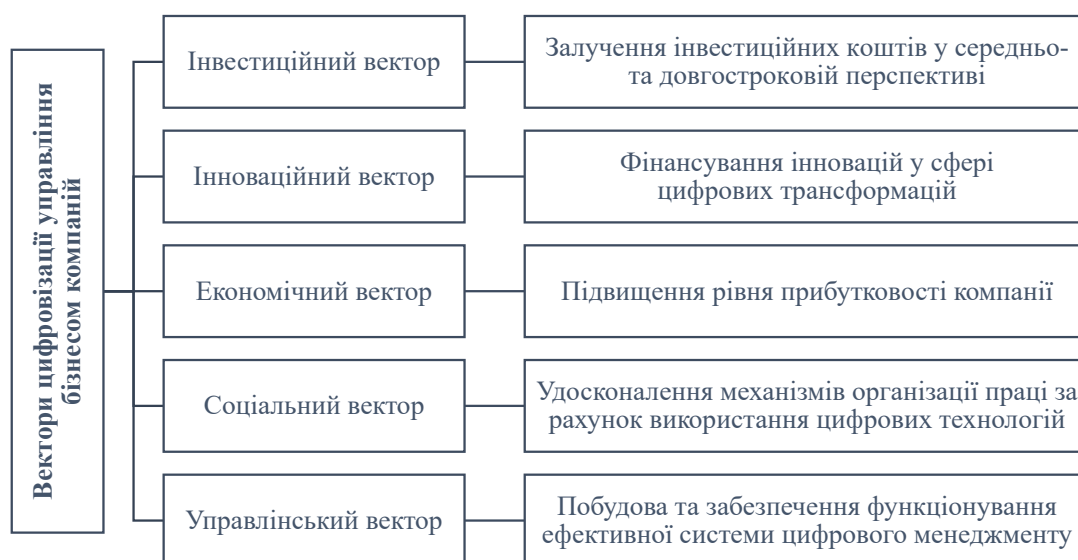 Вектори цифровізації управління
бізнесом компаній
Інвестиційний вектор
Залучення інвестиційних коштів у середньо-
та довгостроковій перспективі
Інноваційний вектор
Фінансування інновацій у сфері
цифрових трансформацій
Економічний вектор
Підвищення рівня прибутковості компанії
Соціальний вектор
Удосконалення механізмів організації праці за
рахунок використання цифрових технологій
Управлінський вектор
Побудова та забезпечення функціонування
ефективної системи цифрового менеджменту